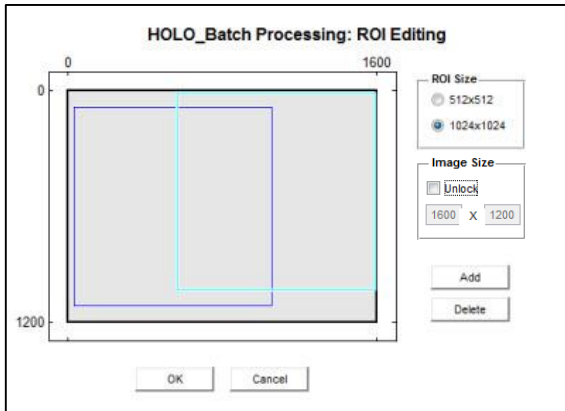 HOLO_Batch Processing: ROI Editing
0 1600
0
1200
ROI Size
512x512
1024x1024
Image Size
Unlock
1600 X 1200
Add
Delete
OK Cancel